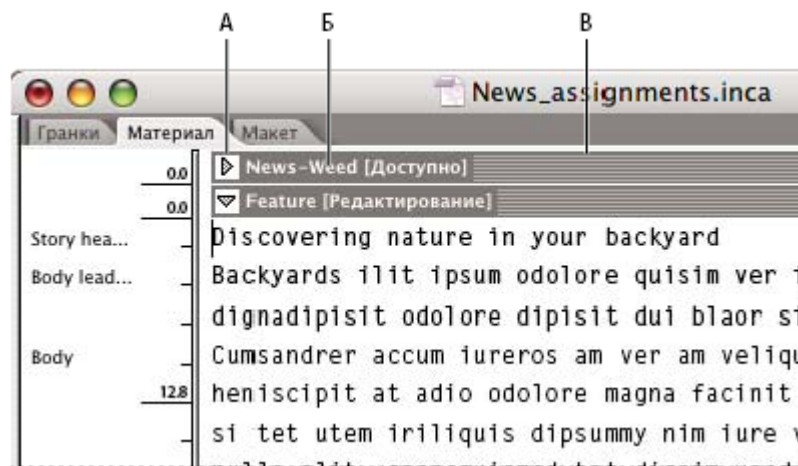 А Б В
News_assignments.inca
Гранки Материал Макет
0.0 News-Weed [Доступно]
0.0 Feature [Редактирование]
Story hea... Discovering nature in your backyard
Body lead... Backyards ilit ipsum odolore quisim ver
dignadipisit odolore dipisit dui blaor si
Body Cumsandrer accum iureros am ver am veliqu
12.8 heniscipit at adio odolore magna facinit
si tet utem iriliquis dipsummy nim iure